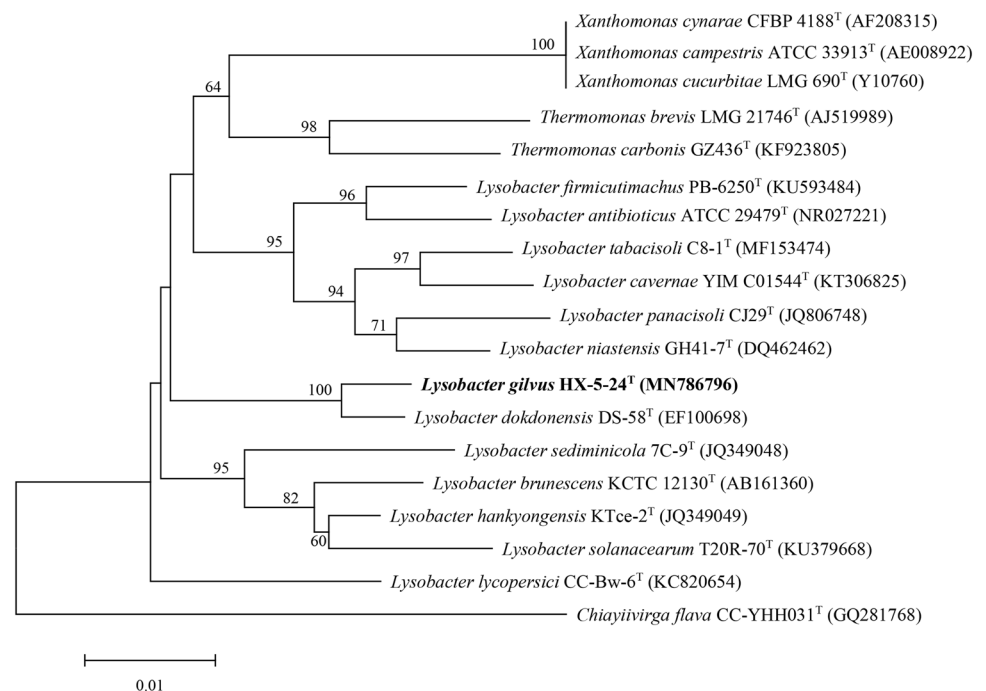 Xanthomonas cynarae CFBP 4188ᵀ (AF208315)
100
Xanthomonas campestris ATCC 33913ᵀ (AE008922)
Xanthomonas cucurbitae LMG 690ᵀ (Y10760)
64
Thermomonas brevis LMG 21746ᵀ (AJ519989)
98
Thermomonas carbonis GZ436ᵀ (KF923805)
Lysobacter firmicutimachus PB-6250ᵀ (KU593484)
96
Lysobacter antibioticus ATCC 29479ᵀ (NR027221)
95
Lysobacter tabacisoli C8-1ᵀ (MF153474)
97
Lysobacter cavernae YIM C01544ᵀ (KT306825)
94
Lysobacter panacisoli CJ29ᵀ (JQ806748)
71
Lysobacter niastensis GH41-7ᵀ (DQ462462)
Lysobacter gilvus HX-5-24ᵀ (MN786796)
100
Lysobacter dokdonensis DS-58ᵀ (EF100698)
Lysobacter sediminicola 7C-9ᵀ (JQ349048)
95
Lysobacter brunescens KCTC 12130ᵀ (AB161360)
82
Lysobacter hankyongensis KTce-2ᵀ (JQ349049)
60
Lysobacter solanacearum T20R-70ᵀ (KU379668)
Lysobacter lycopersici CC-Bw-6ᵀ (KC820654)
Chiayiivirga flava CC-YHH031ᵀ (GQ281768)
0.01